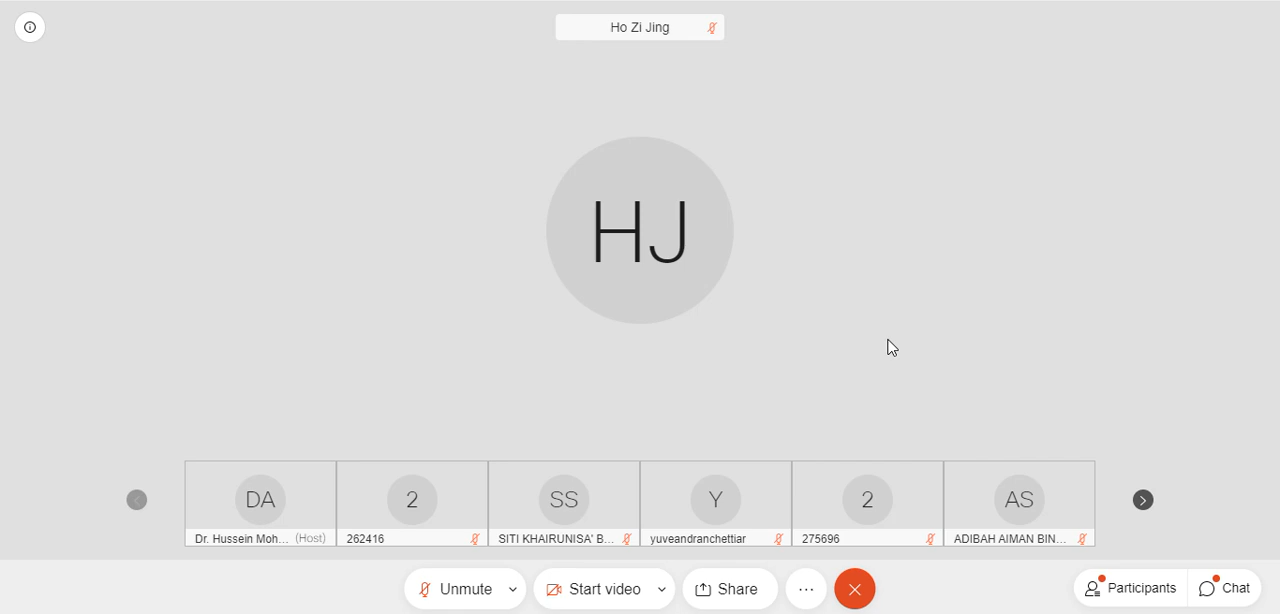 Ho Zi Jing
HJ
DA
2
SS
Y
2
AS
Dr. Hussein Moh... (Host)
262416
SITI KHAIRUNISA' B...
yuveandranchettiar
275696
ADIBAH AIMAN BIN...
Unmute
Start video
Share
Participants
Chat